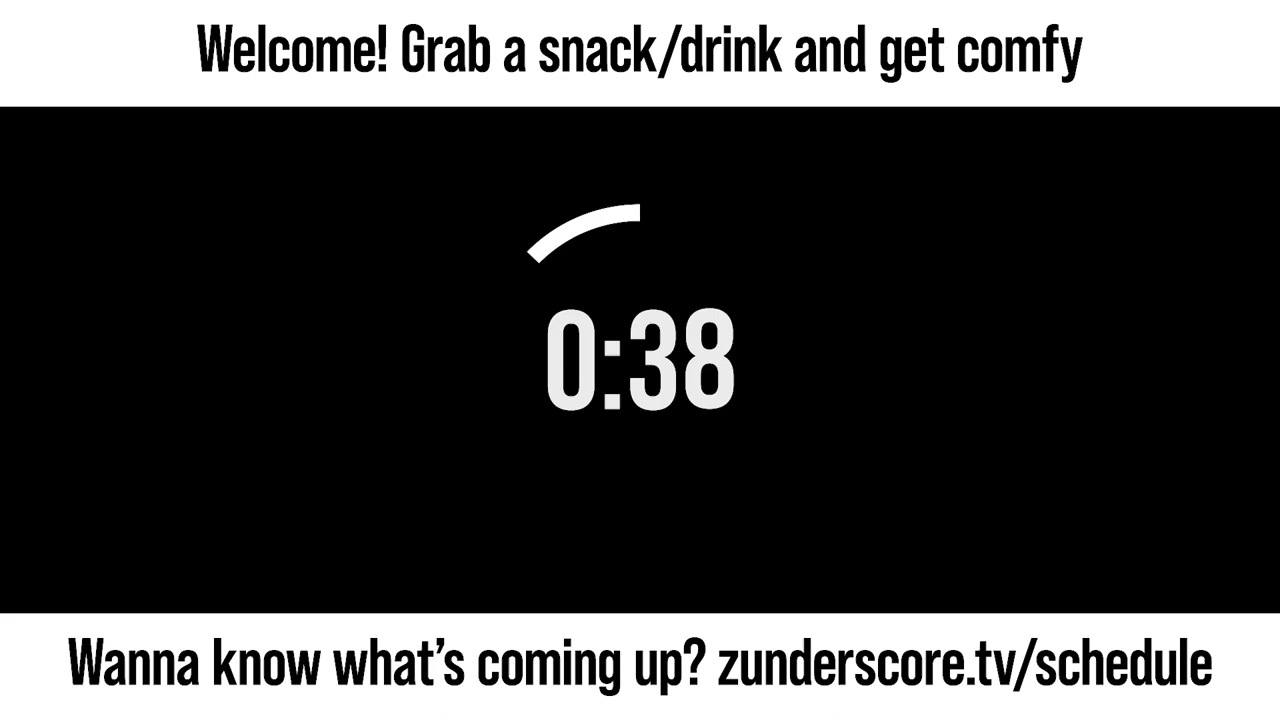 Welcome! Grab a snack/drink and get comfy
0:38
Wanna know what’s coming up? zunderscore.tv/schedule